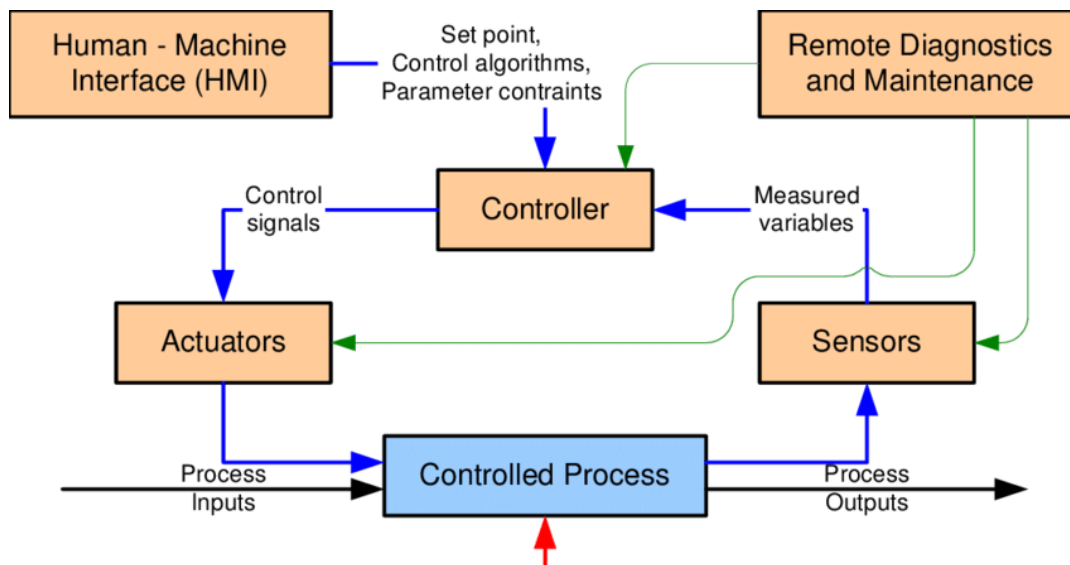 Human - Machine
Interface (HMI)
Set point,
Control algorithms,
Parameter contraints
Remote Diagnostics
and Maintenance
Control
signals
Controller
Measured
variables
Actuators
Sensors
Process
Inputs
Controlled Process
Process
Outputs